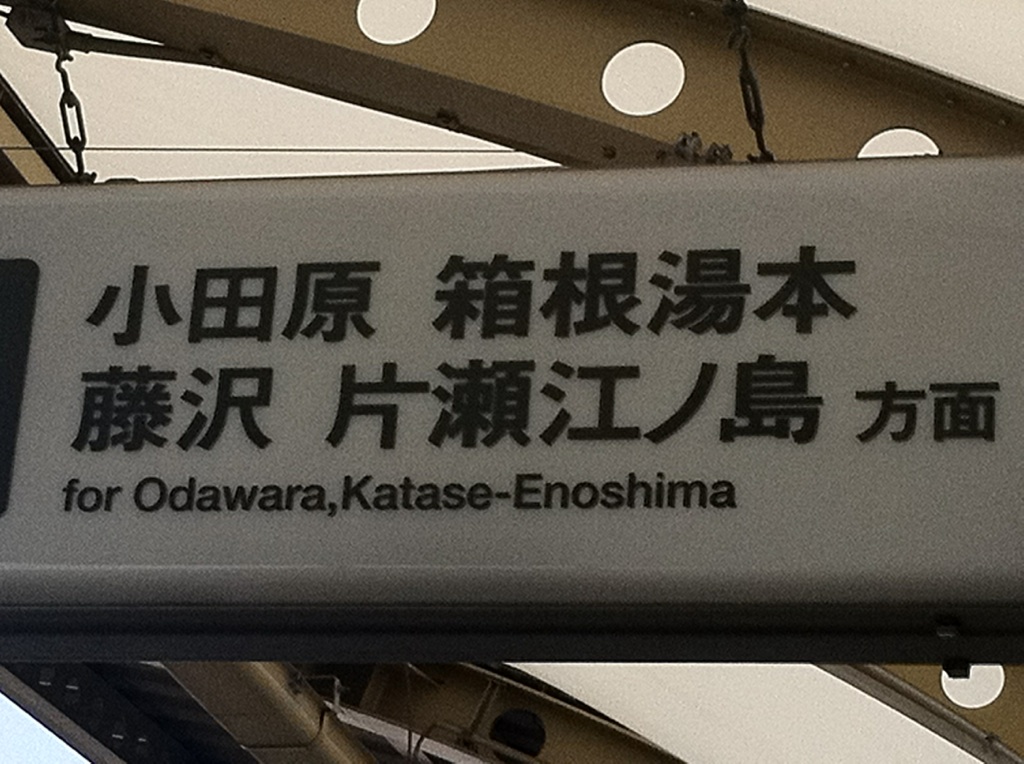 小田原 箱根湯本
藤沢 片瀬江ノ島 方面
for Odawara,Katase-Enoshima